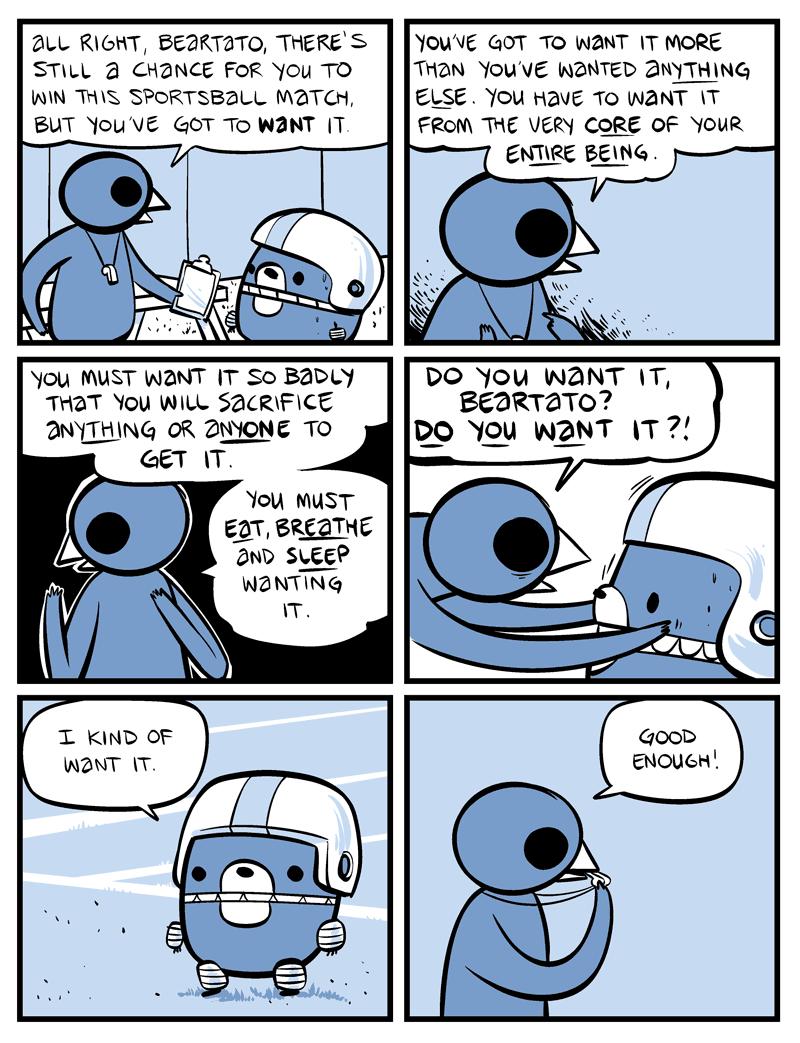 ALL RIGHT, BEARTATO, THERE'S
STILL A CHANCE FOR YOU TO
WIN THIS SPORTSBALL MATCH,
BUT YOU'VE GOT TO WANT IT.
YOU'VE GOT TO WANT IT MORE
THAN YOU'VE WANTED ANYTHING
ELSE. YOU HAVE TO WANT IT
FROM THE VERY CORE OF YOUR
ENTIRE BEING.
YOU MUST WANT IT SO BADLY
THAT YOU WILL SACRIFICE
ANYTHING OR ANYONE TO
GET IT.
YOU MUST
EAT, BREATHE
AND SLEEP
WANTING
IT.
DO YOU WANT IT,
BEARTATO?
DO YOU WANT IT?!
I KIND OF
WANT IT.
GOOD
ENOUGH!